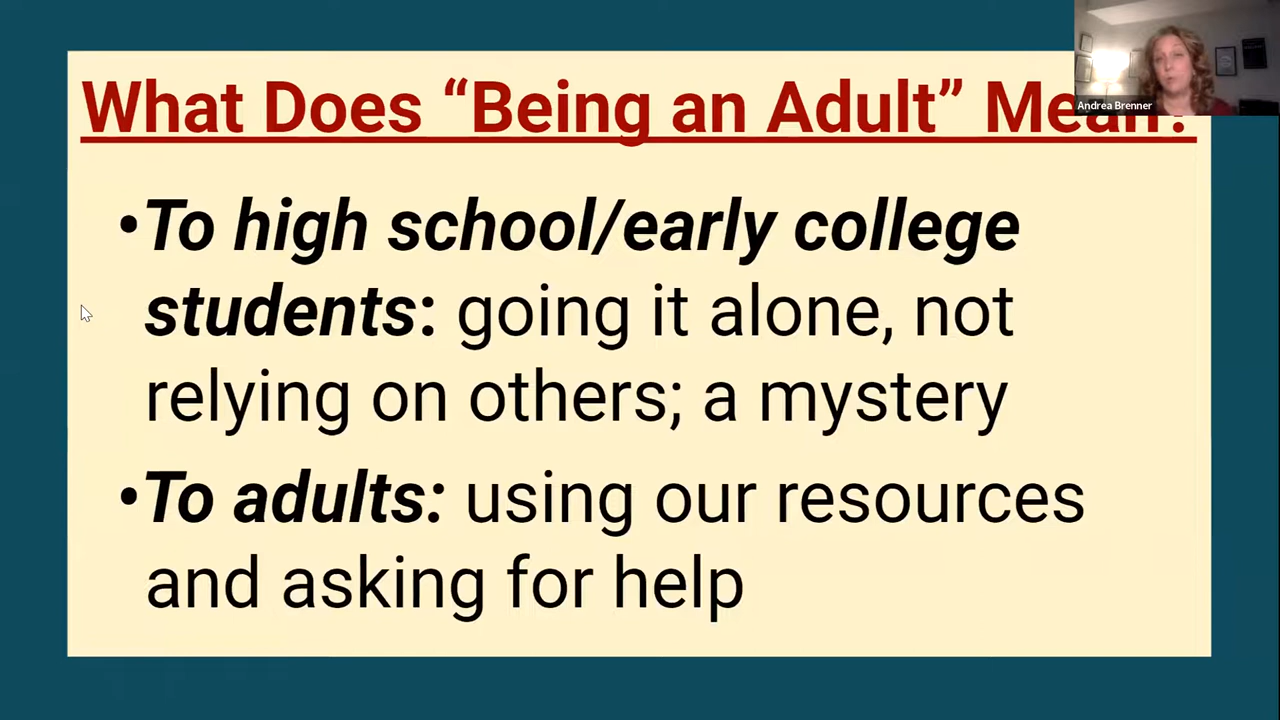 What Does “Being an Adult” Mean?
Andrea Brenner
•To high school/early college
students: going it alone, not
relying on others; a mystery
•To adults: using our resources
and asking for help